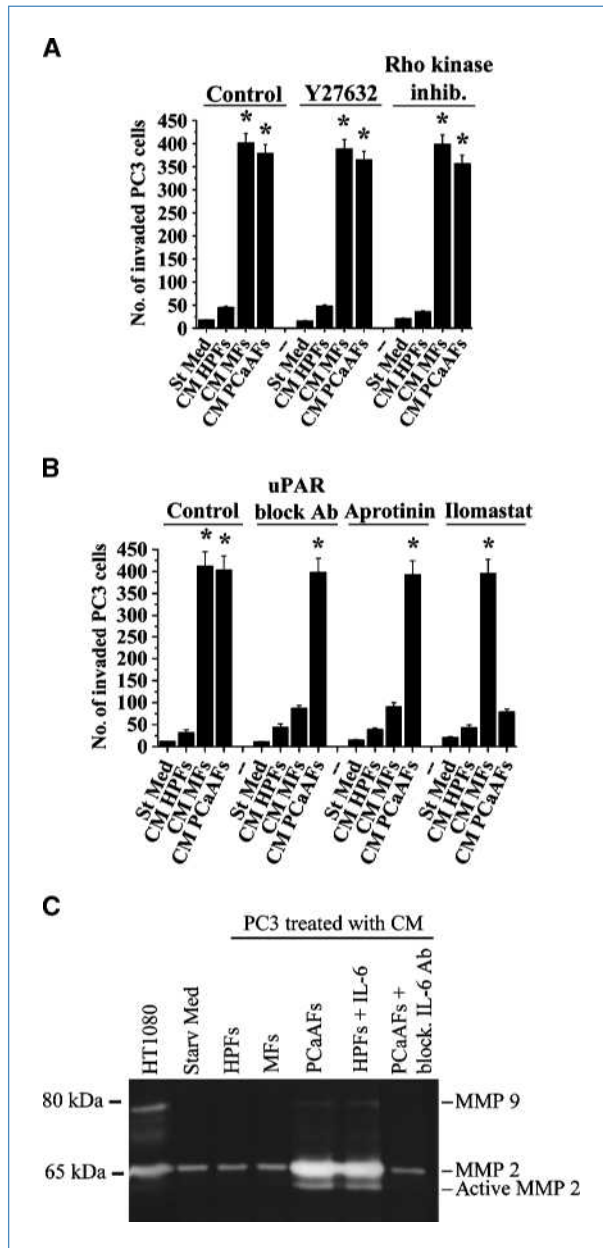 A
Control Y27632 Rho kinase inhib.
* * * * * *
No. of invaded PC3 cells
450
400
350
300
250
200
150
100
50
0
St Med
CM HPFs
CM MFs
CM PCaAFs
–
St Med
CM HPFs
CM MFs
CM PCaAFs
–
St Med
CM HPFs
CM MFs
CM PCaAFs
B
Control uPAR block Ab Aprotinin Ilomastat
* * * * *
No. of invaded PC3 cells
450
400
350
300
250
200
150
100
50
0
St Med
CM HPFs
CM MFs
CM PCaAFs
–
St Med
CM HPFs
CM MFs
CM PCaAFs
–
St Med
CM HPFs
CM MFs
CM PCaAFs
–
St Med
CM HPFs
CM MFs
CM PCaAFs
C
PC3 treated with CM
HT1080
Starv Med
HPFs
MFs
PCaAFs
HPFs + IL-6
PCaAFs +
block. IL-6 Ab
80 kDa –
65 kDa –
–MMP 9
–MMP 2
–Active MMP 2